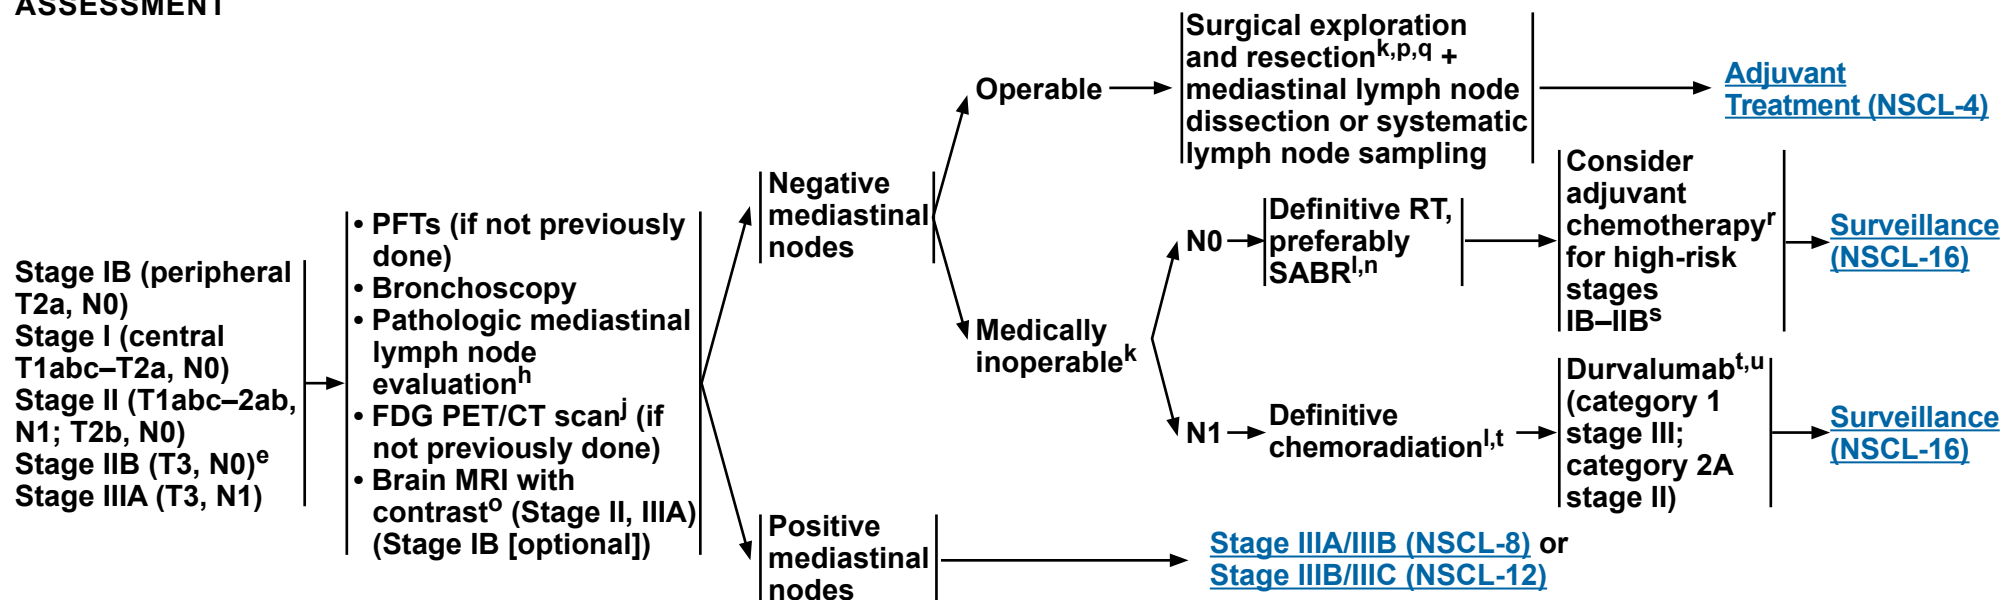 ASSESSMENT
Stage IB (peripheral
T2a, N0)
Stage I (central
T1abc–T2a, N0)
Stage II (T1abc–2ab,
N1; T2b, N0)
Stage IIB (T3, N0)e
Stage IIIA (T3, N1)
• PFTs (if not previously
done)
• Bronchoscopy
• Pathologic mediastinal
lymph node
evaluationh
• FDG PET/CT scanj (if
not previously done)
• Brain MRI with
contrasto (Stage II, IIIA)
(Stage IB [optional])
Negative
mediastinal
nodes
Operable
Surgical exploration
and resectionk,p,q +
mediastinal lymph node
dissection or systematic
lymph node sampling
Adjuvant
Treatment (NSCL-4)
Medically
inoperablek
N0
Definitive RT,
preferably
SABRl,n
Consider
adjuvant
chemotherapyr
for high-risk
stages
IB–IIBs
Surveillance
(NSCL-16)
N1
Definitive
chemoradiationl,t
Durvalumabt,u
(category 1
stage III;
category 2A
stage II)
Surveillance
(NSCL-16)
Positive
mediastinal
nodes
Stage IIIA/IIIB (NSCL-8) or
Stage IIIB/IIIC (NSCL-12)